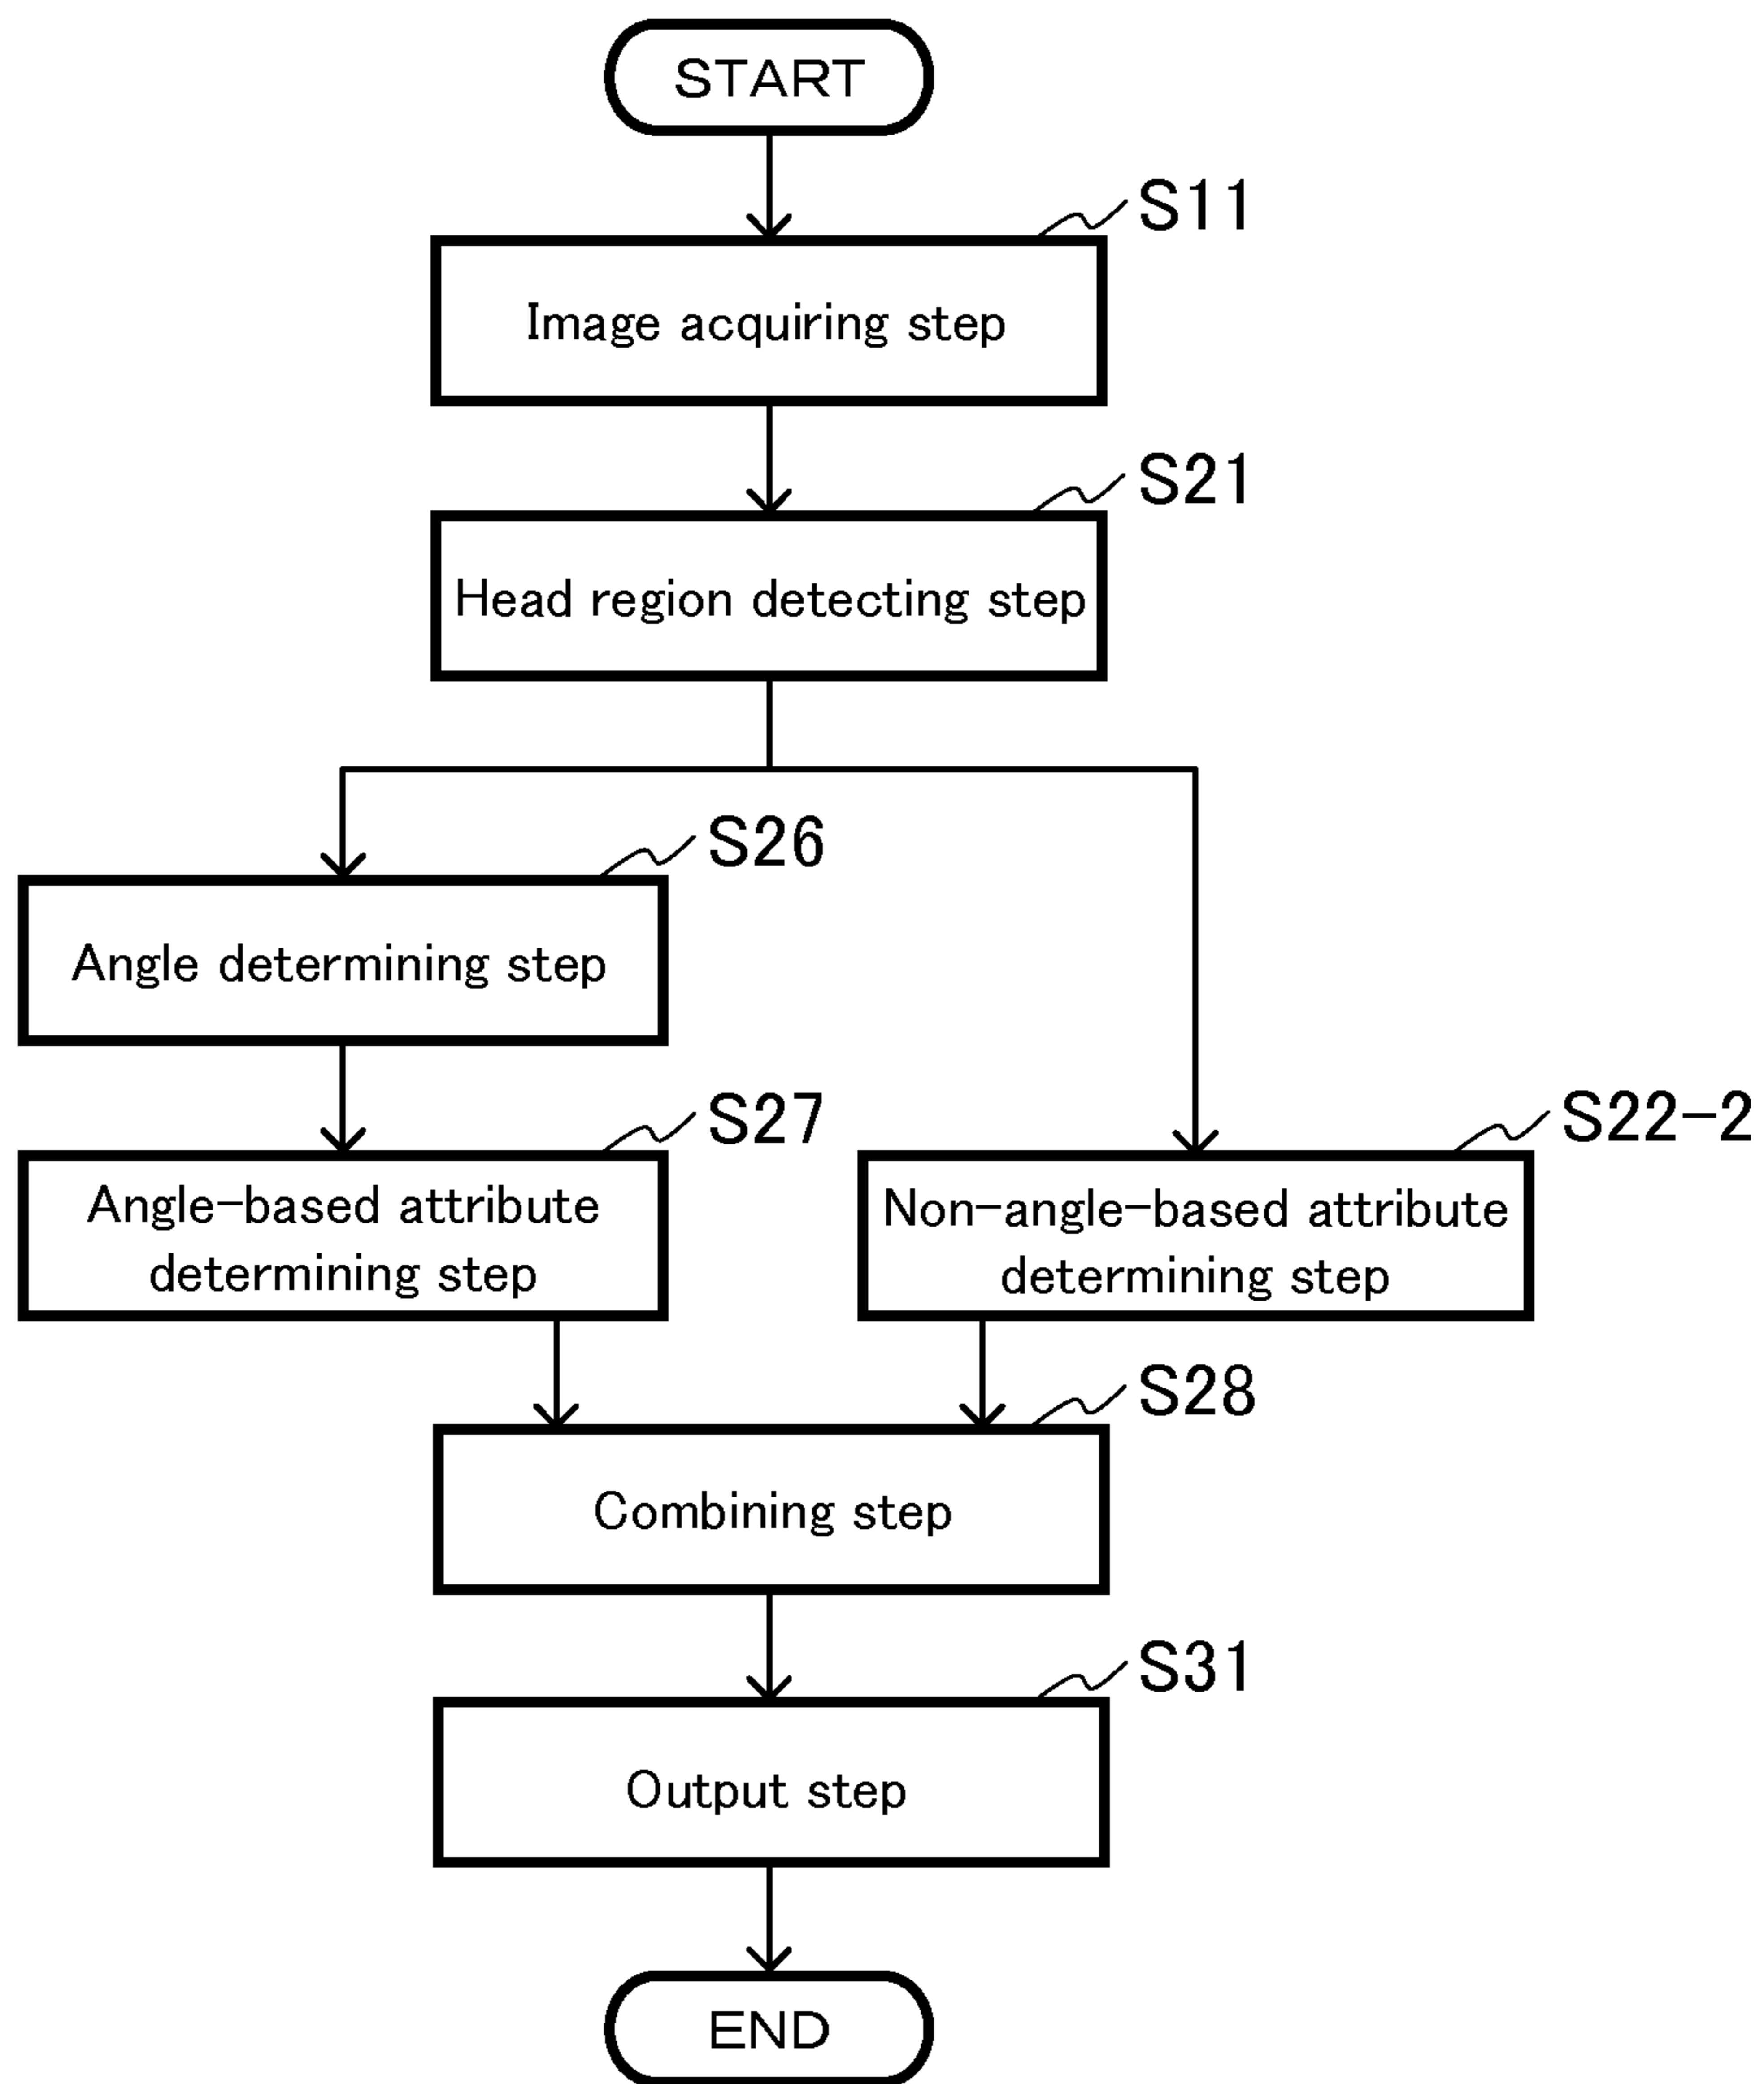 START
S11
Image acquiring step
S21
Head region detecting step
S26
Angle determining step
S27
Angle-based attribute
determining step
S22-2
Non-angle-based attribute
determining step
S28
Combining step
S31
Output step
END